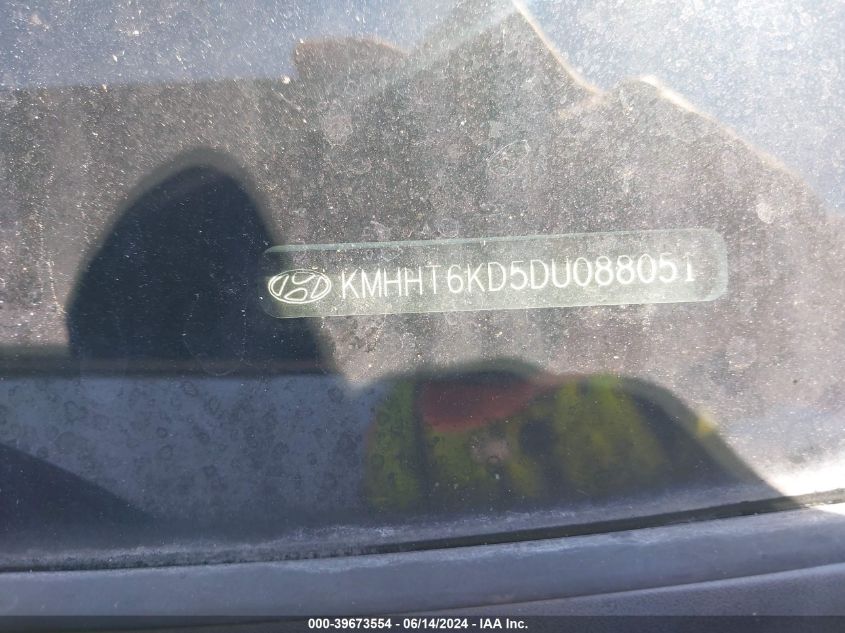 KMHHT6KD5DU088051
000-39673554 / 06/14/2024 - IAA Inc.